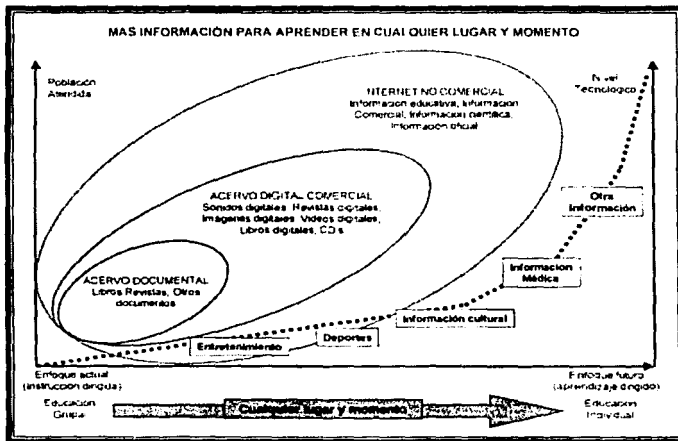 MAS INFORMACIÓN PARA APRENDER EN CUALQUIER LUGAR Y MOMENTO
Población
Atendida
INTERNET NO COMERCIAL
Información educativa, Información
Comercial, Información científica,
Información oficial
Nivel
Tecnológico
ACERVO DIGITAL COMERCIAL
Sonidos digitales, Revistas digitales,
Imágenes digitales, Videos digitales,
Libros digitales, CD's
Otra
Información
ACERVO DOCUMENTAL
Libros Revistas, Otros
documentos
Información
Médica
Información cultural
Deportes
Entretenimiento
Enfoque actual
(Instrucción dirigida)
Enfoque futuro
(aprendizaje dirigido)
Educación
Grupal
Cualquier lugar y momento
Educación
Individual